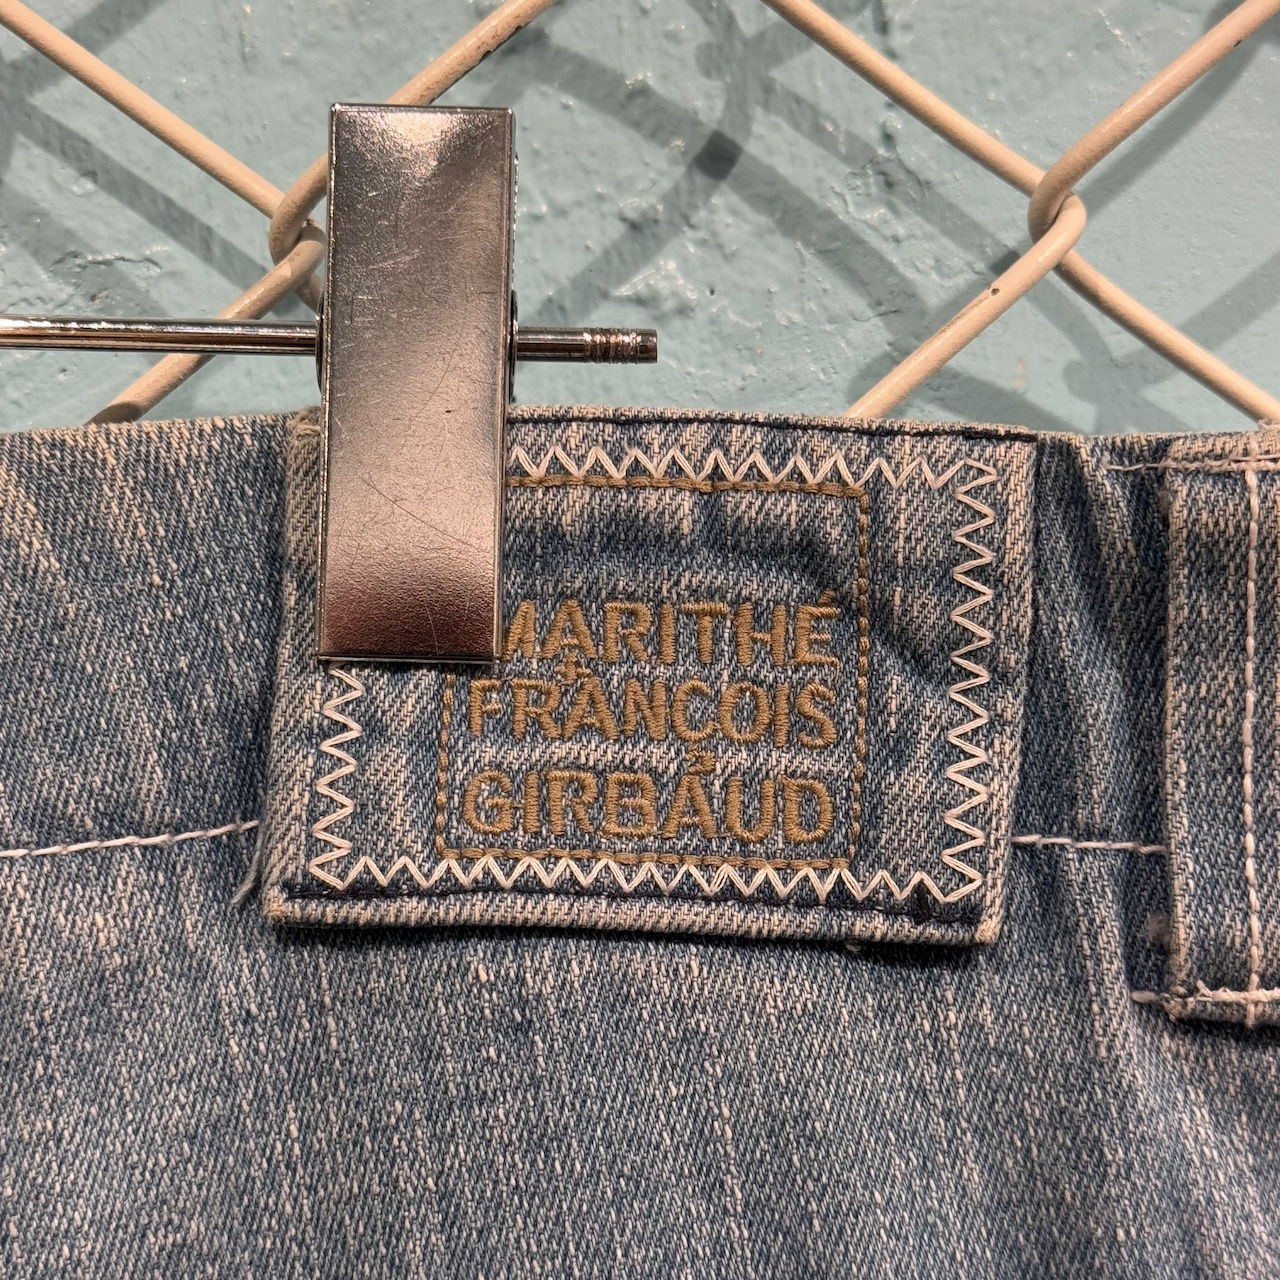 MARITHÉ
+
FRANÇOIS
GIRBAUD